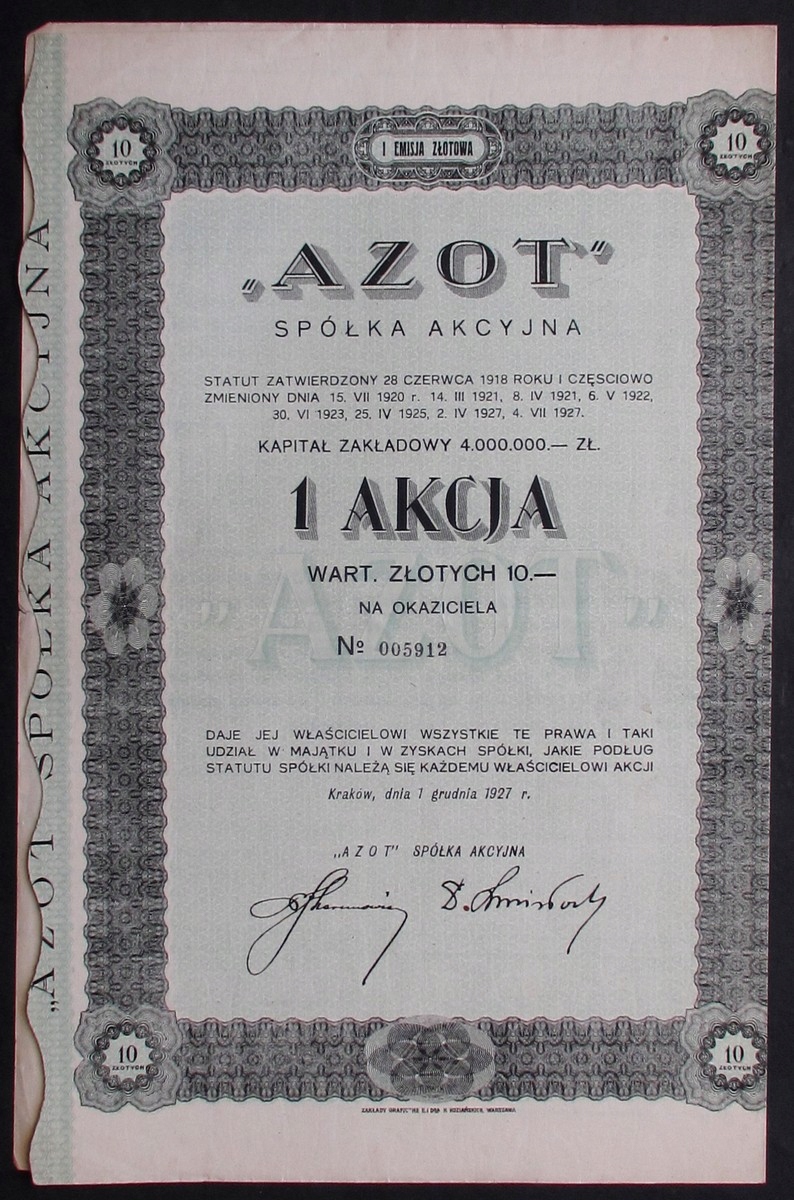 I EMISJA ZŁOTOWA
10
ZŁOTYCH
10
ZŁOTYCH
„AZOT”
SPÓŁKA AKCYJNA
STATUT ZATWIERDZONY 28 CZERWCA 1918 ROKU I CZĘSCIOWO
ZMIENIONY DNIA 15. VII 1920 r. 14. III 1921, 8. IV 1921, 6. V 1922,
30. VI 1923, 25. IV 1925, 2. IV 1927, 4. VII 1927.
KAPITAŁ ZAKŁADOWY 4.000.000.— ZŁ.
1 AKCJA
WART. ZŁOTYCH 10.—
NA OKAZICIELA
№ 005912
"AZOT"
DAJE JEJ WŁAŚCICIELOWI WSZYSTKIE TE PRAWA I TAKI
UDZIAŁ W MAJĄTKU I W ZYSKACH SPÓŁKI, JAKIE PODŁUG
STATUTU SPÓŁKI NALEŻĄ SIĘ KAŻDEMU WŁAŚCICIELOWI AKCJI
Kraków, dnia 1 grudnia 1927 r.
„AZOT" SPÓŁKA AKCYJNA
10
ZŁOTYCH
10
ZŁOTYCH
WARSZAWA
„AZOT SPÓŁKA AKCYJNA